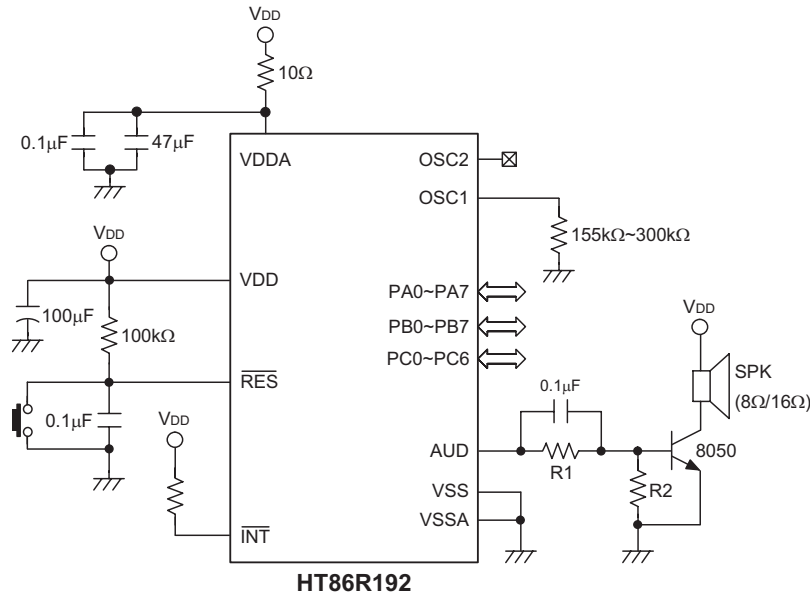 VDD
10Ω
0.1µF
47µF
VDDA
OSC2
OSC1
155kΩ~300kΩ
VDD
VDD
100µF
100kΩ
PA0~PA7
PB0~PB7
PC0~PC6
VDD
SPK
(8Ω/16Ω)
RES
0.1µF
0.1µF
VDD
AUD
R1
8050
R2
VSS
VSSA
INT
HT86R192